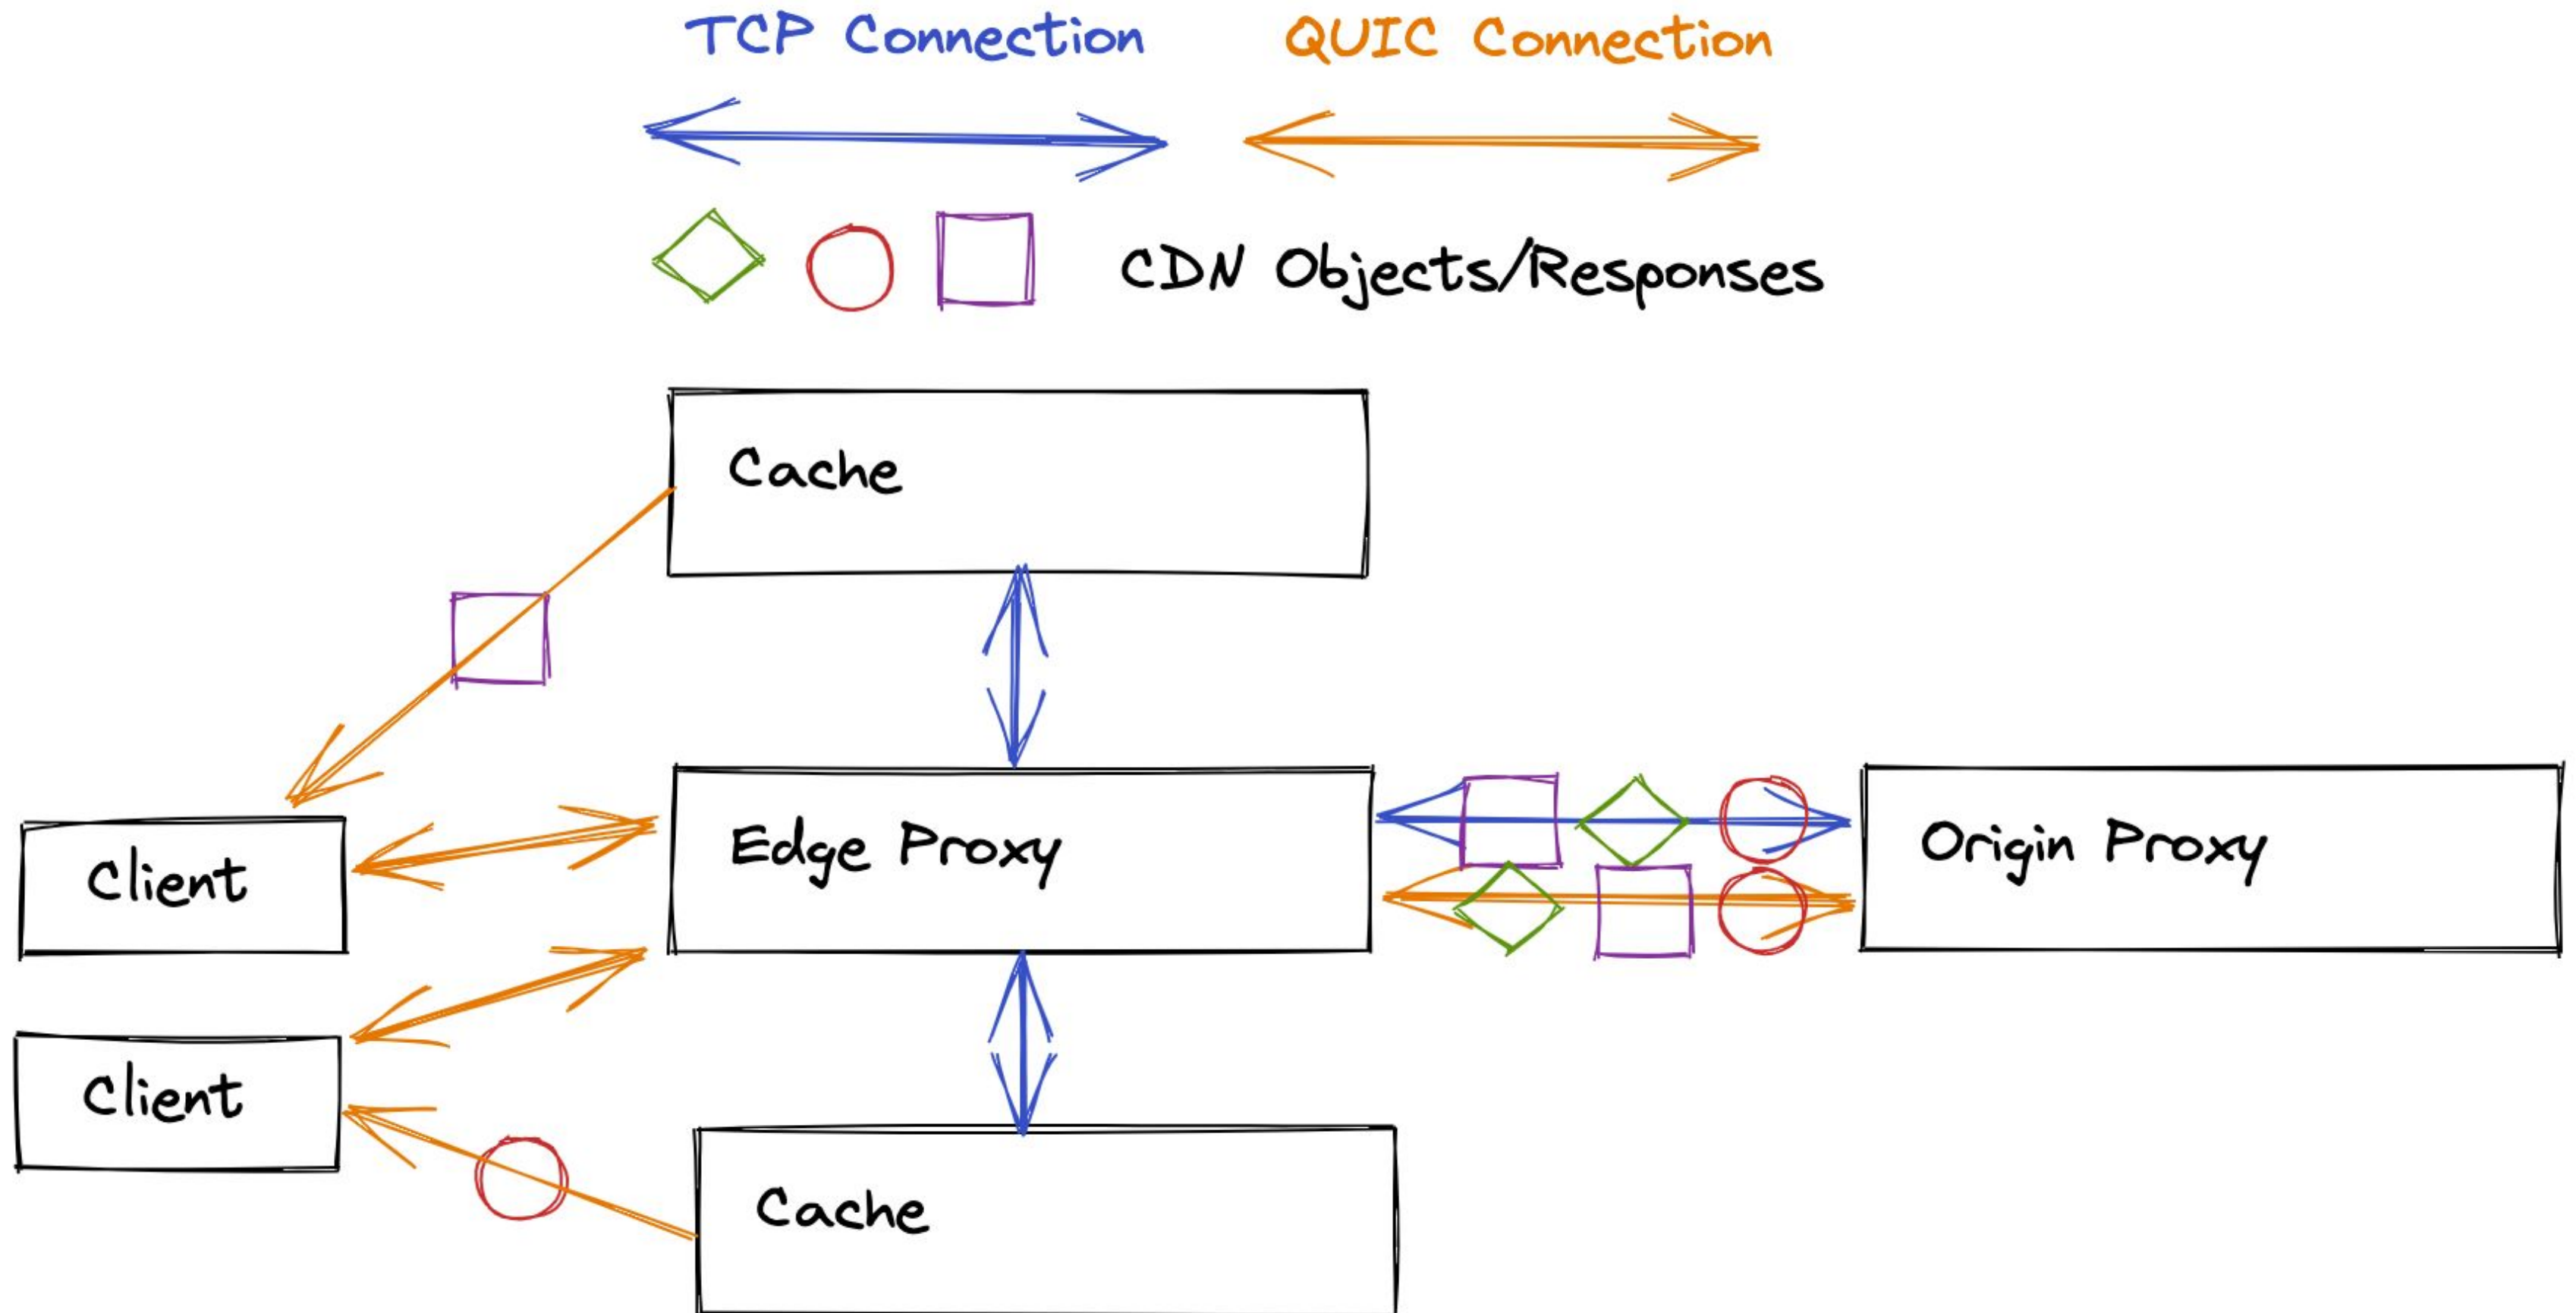 TCP Connection
QUIC Connection
CDN Objects/Responses
Cache
Edge Proxy
Origin Proxy
Client
Client
Cache